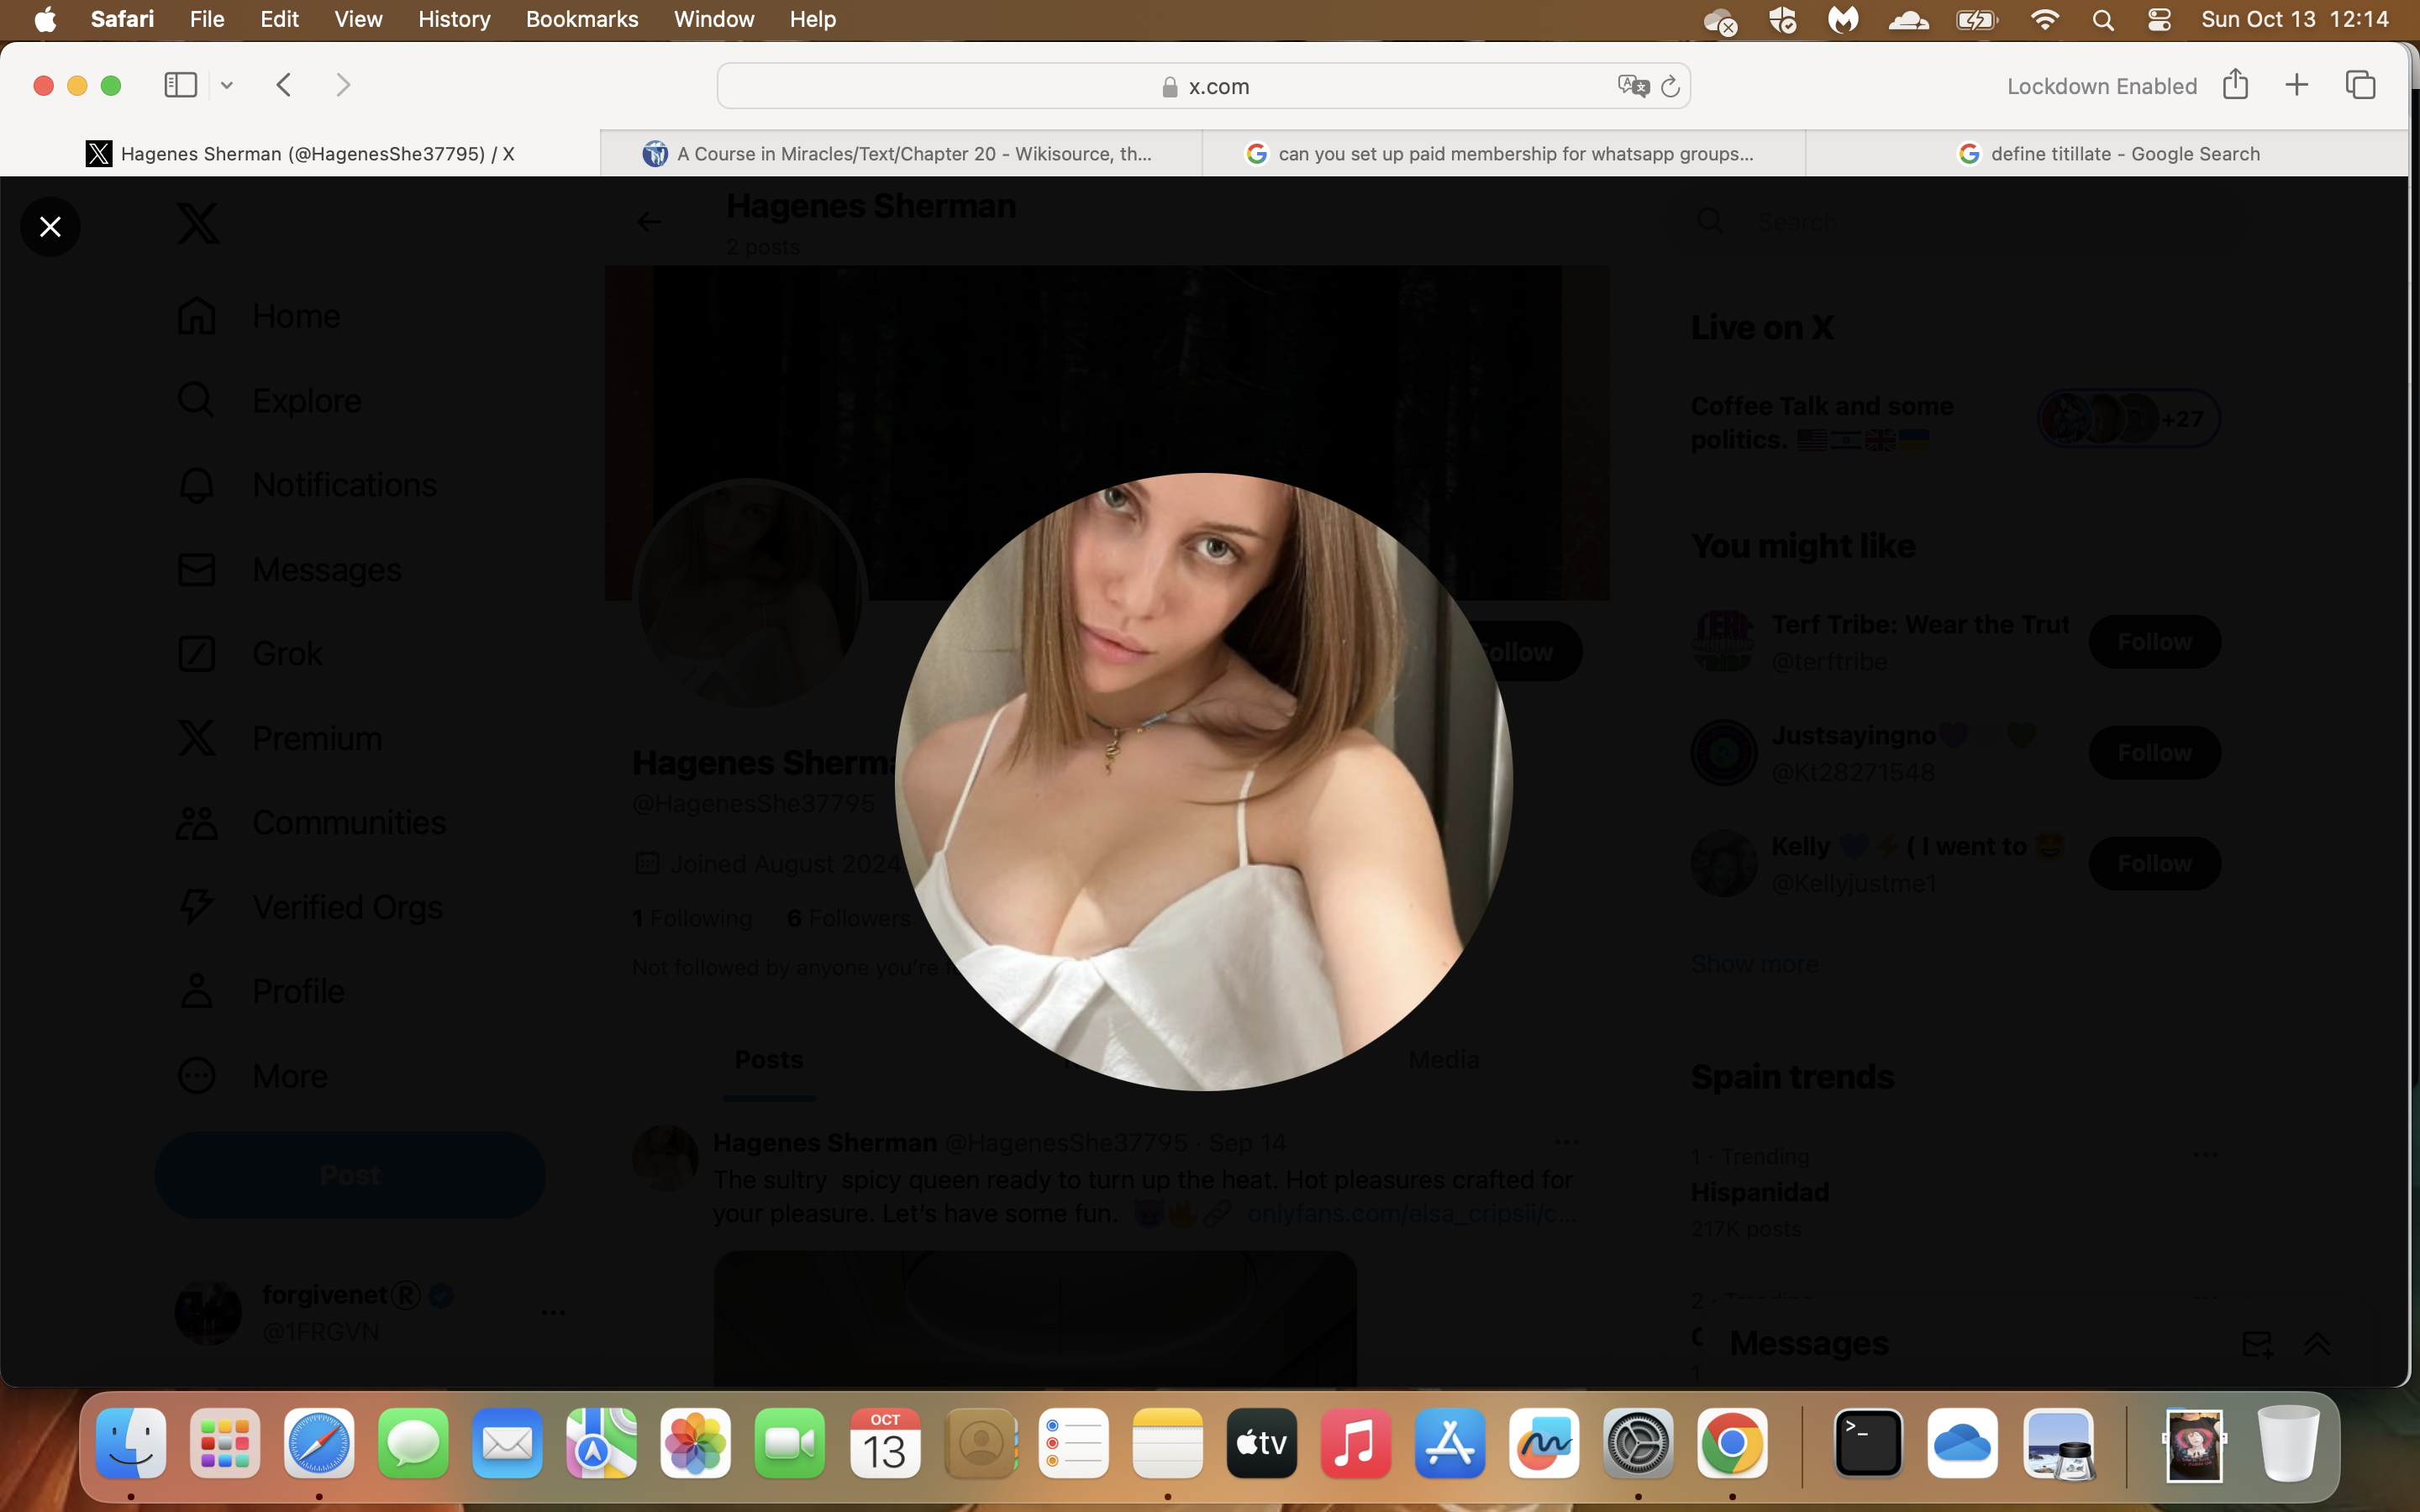 Safari File Edit View History Bookmarks Window Help Sun Oct 13 12:14
x.com
Lockdown Enabled
Hagenes Sherman (@HagenesShe37795) / X
A Course in Miracles/Text/Chapter 20 - Wikisource, th...
can you set up paid membership for whatsapp groups...
define titillate - Google Search
Home
Explore
Notifications
Messages
Grok
Premium
Communities
Verified Orgs
Profile
More
Post
forgivenet®
@1FRGVN
Hagenes Sherman
2 posts
Follow
Hagenes Sherma
@HagenesShe37795
Joined August 2024
1 Following 6 Followers
Not followed by anyone you're f
Posts
Media
Hagenes Sherman @HagenesShe37795 · Sep 14
The sultry spicy queen ready to turn up the heat. Hot pleasures crafted for
your pleasure. Let's have some fun. 😈🔥🔗 onlyfans.com/elsa_cripsii/c...
Search
Live on X
Coffee Talk and some
politics. 🇺🇸🇮🇱🇬🇧🇺🇦
+27
You might like
Terf Tribe: Wear the Trut
@terftribe
Follow
Justsayingno
@Kt28271548
Follow
Kelly 💙⚡( I went to 🤩
@Kellyjustme1
Follow
Show more
Spain trends
1 · Trending
Hispanidad
217K posts
2 · Trending
Messages
OCT
13
tv